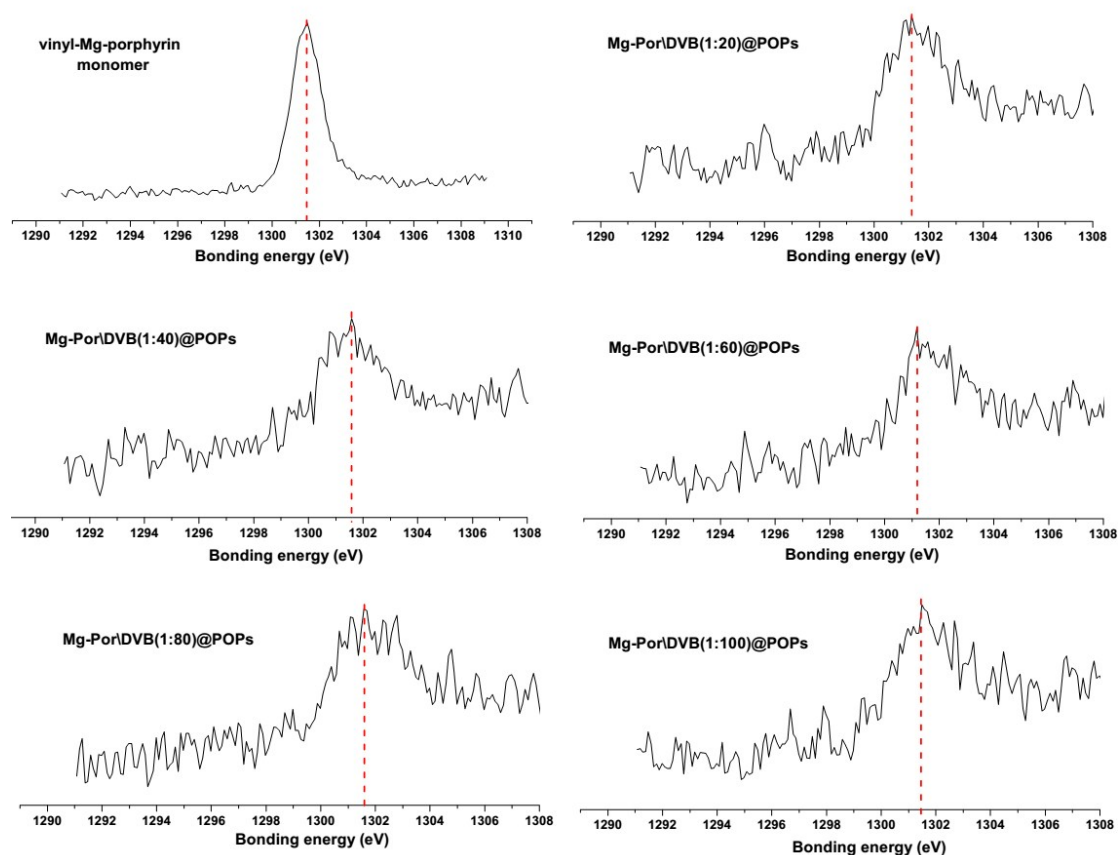 vinyl-Mg-porphyrin
monomer
1290 1292 1294 1296 1298 1300 1302 1304 1306 1308 1310
Bonding energy (eV)
Mg-Por\DVB(1:20)@POPs
1290 1292 1294 1296 1298 1300 1302 1304 1306 1308
Bonding energy (eV)
Mg-Por\DVB(1:40)@POPs
1290 1292 1294 1296 1298 1300 1302 1304 1306 1308
Bonding energy (eV)
Mg-Por\DVB(1:60)@POPs
1290 1292 1294 1296 1298 1300 1302 1304 1306 1308
Bonding energy (eV)
Mg-Por\DVB(1:80)@POPs
1290 1292 1294 1296 1298 1300 1302 1304 1306 1308
Bonding energy (eV)
Mg-Por\DVB(1:100)@POPs
1290 1292 1294 1296 1298 1300 1302 1304 1306 1308
Bonding energy (eV)